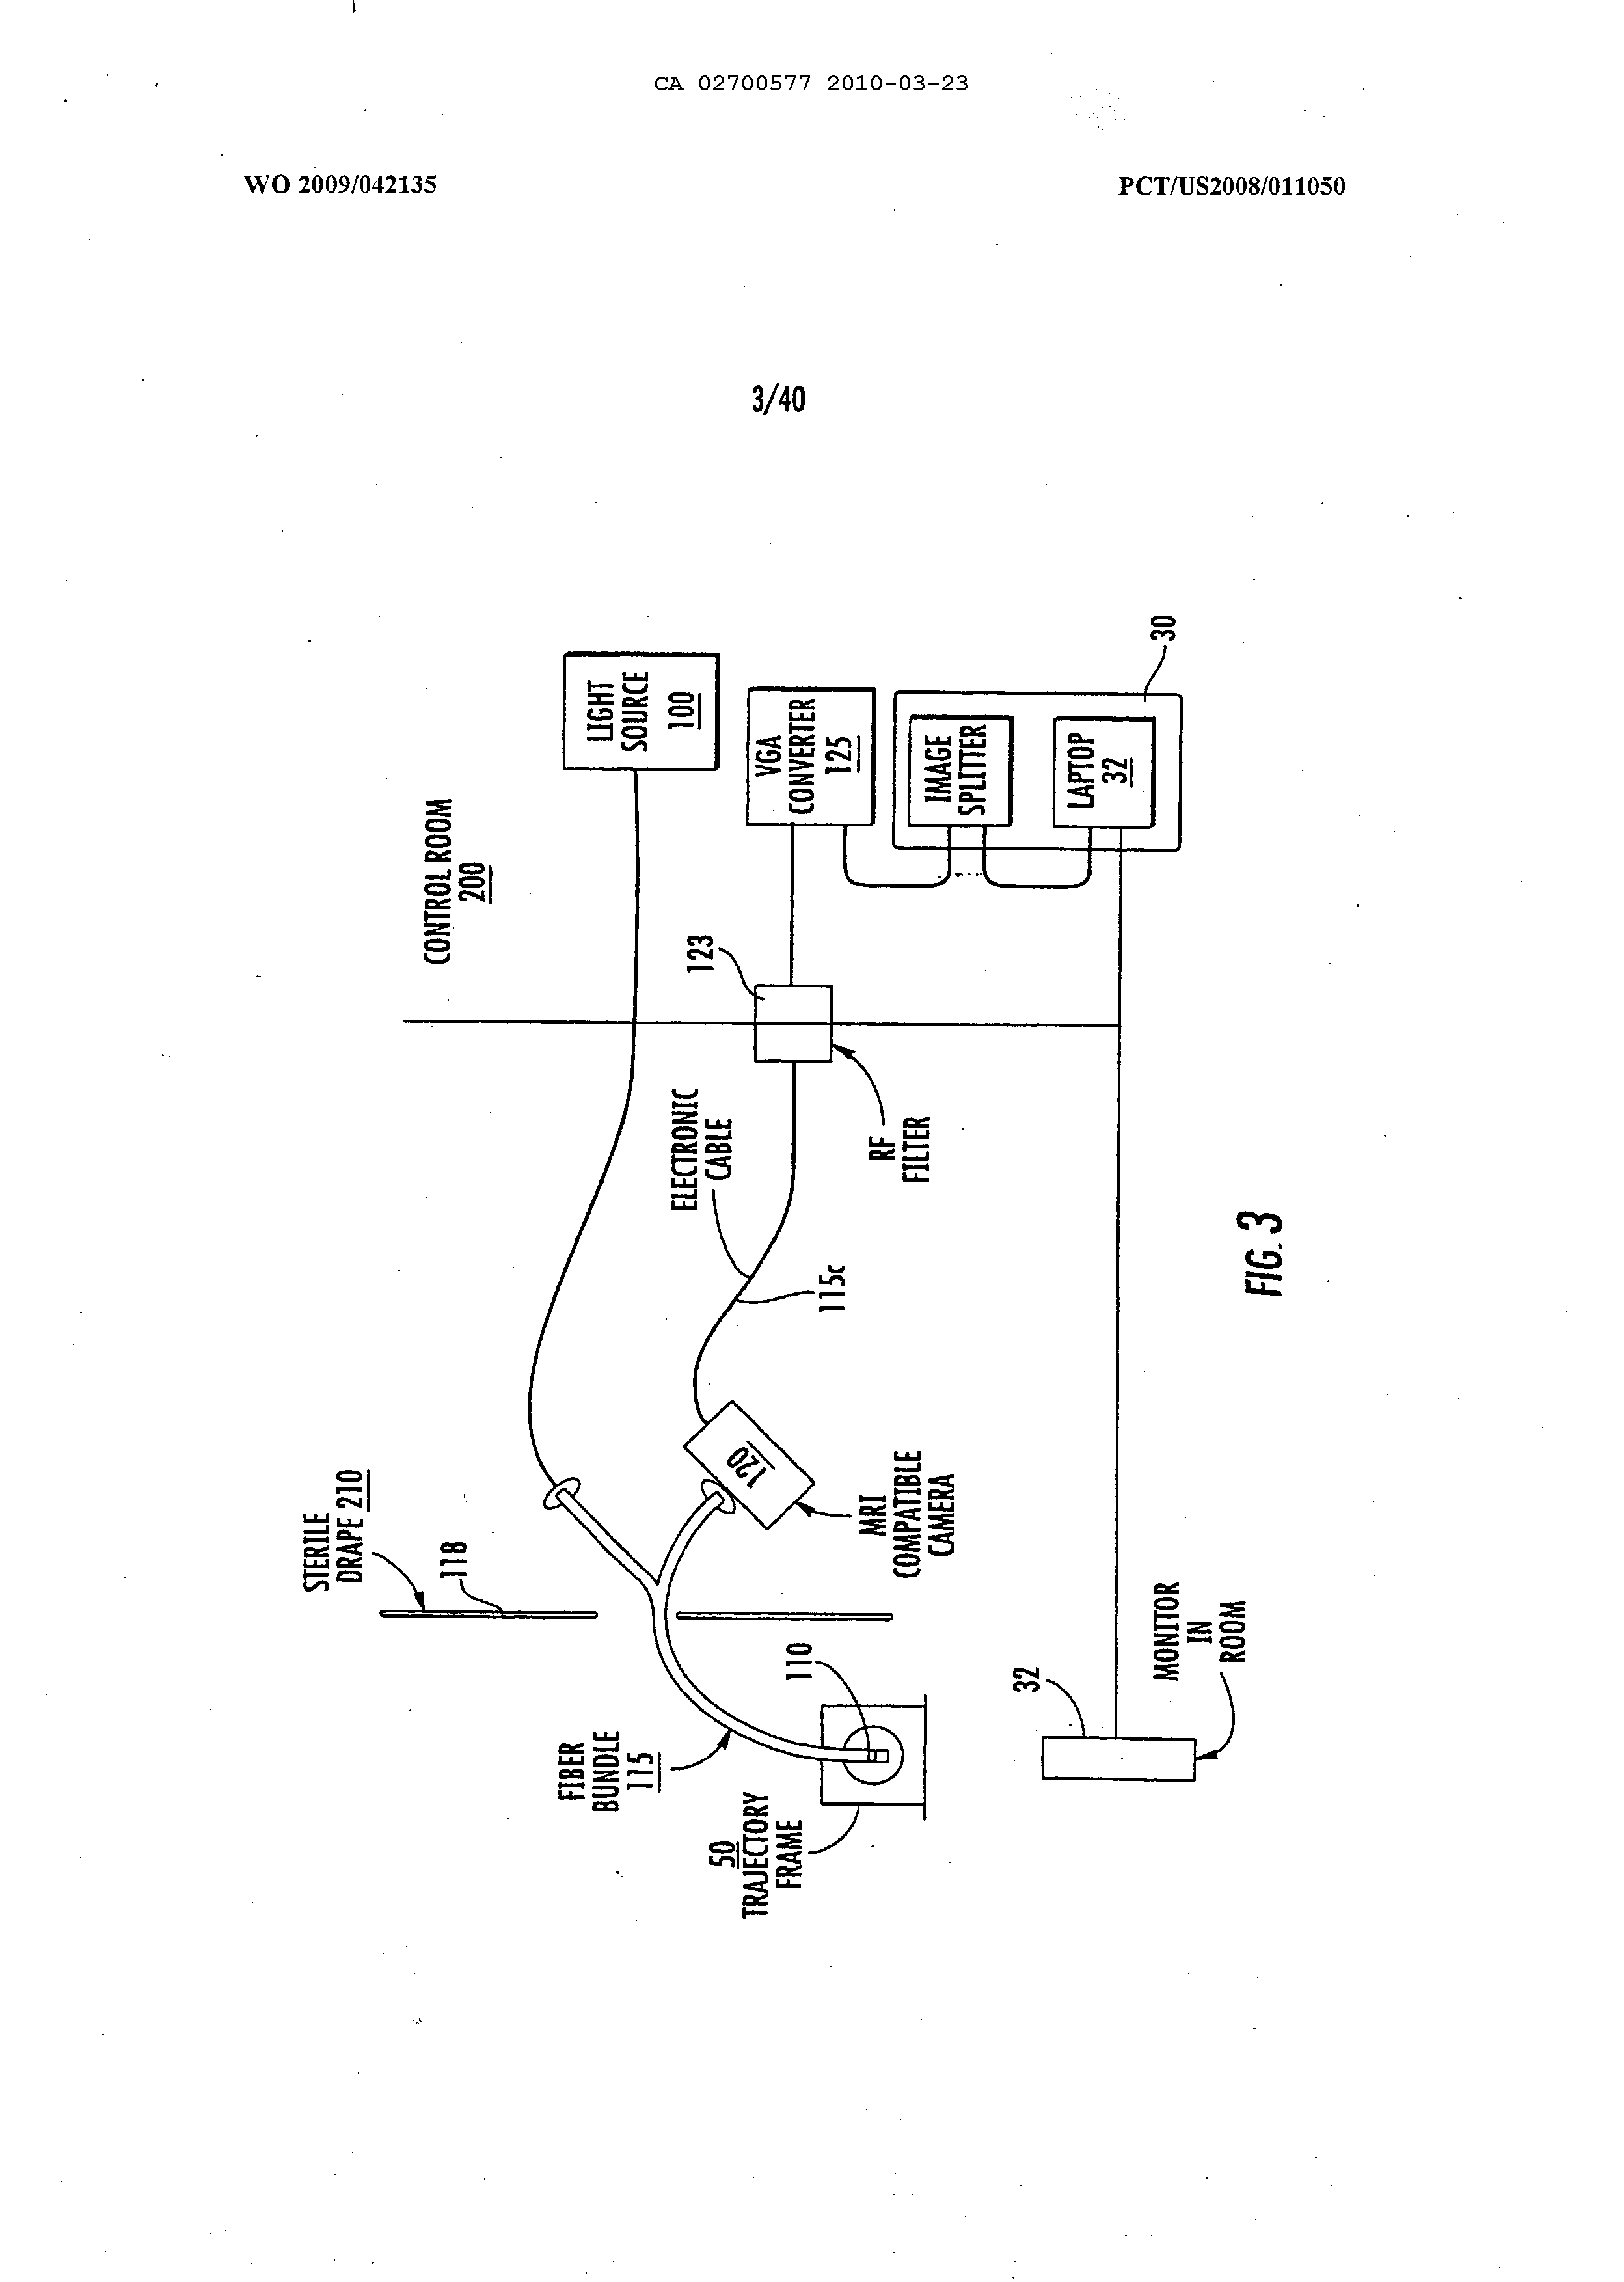 CA 02700577 2010-03-23
WO 2009/042135
PCT/US2008/011050
3/40
CONTROL ROOM
200
LIGHT
SOURCE
100
VGA
CONVERTER
125
IMAGE
SPLITTER
LAPTOP
32
30
123
RF
FILTER
ELECTRONIC
CABLE
115c
STERILE
DRAPE 210
118
120
MRI
COMPATIBLE
CAMERA
FIBER
BUNDLE
115
110
50
TRAJECTORY
FRAME
32
MONITOR
IN
ROOM
FIG. 3